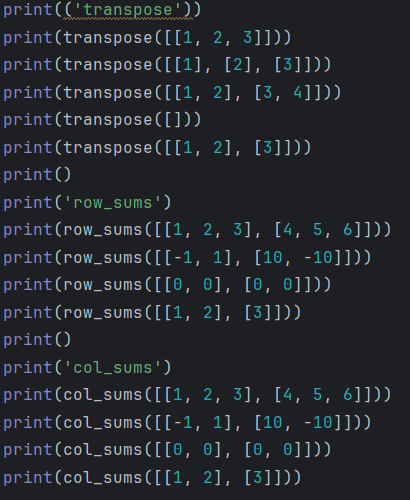 print(('transpose'))
print(transpose([[1, 2, 3]]))
print(transpose([[1], [2], [3]]))
print(transpose([[1, 2], [3, 4]]))
print(transpose([]))
print(transpose([[1, 2], [3]]))
print()
print('row_sums')
print(row_sums([[1, 2, 3], [4, 5, 6]]))
print(row_sums([[-1, 1], [10, -10]]))
print(row_sums([[0, 0], [0, 0]]))
print(row_sums([[1, 2], [3]]))
print()
print('col_sums')
print(col_sums([[1, 2, 3], [4, 5, 6]]))
print(col_sums([[-1, 1], [10, -10]]))
print(col_sums([[0, 0], [0, 0]]))
print(col_sums([[1, 2], [3]]))